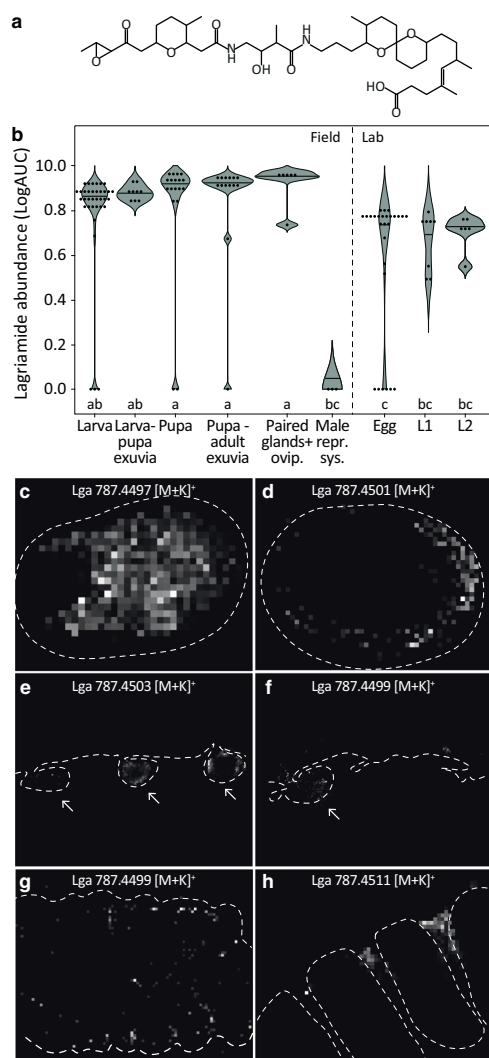 a
O
O
O
N
H
OH
O
H
N
O
O
HO
O
b
Field
Lab
Lagriamide abundance (LogAUC)
10.0
0.8
0.6
0.4
0.2
0.0
ab
ab
a
a
a
bc
c
bc
bc
Larva
Larva-
pupa
exuvia
Pupa
Pupa -
adult
exuvia
Paired
glands+
ovip.
Male
repr.
sys.
Egg
L1
L2
c
Lga 787.4497 [M+K]+
d
Lga 787.4501 [M+K]+
e
Lga 787.4503 [M+K]+
f
Lga 787.4499 [M+K]+
g
Lga 787.4499 [M+K]+
h
Lga 787.4511 [M+K]+